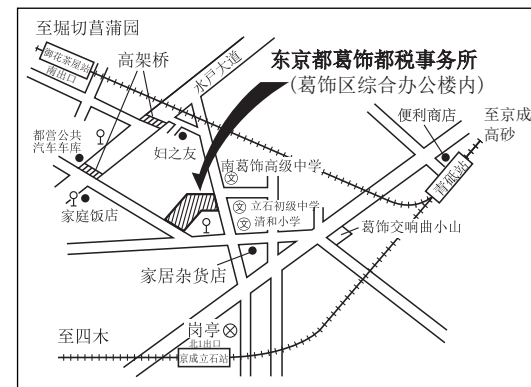 至堀切菖蒲园
御花茶屋站
南出口
高架桥
水户大道
东京都葛饰都税事务所
(葛饰区综合办公楼内)
便利商店
至京成
高砂
都营公共
汽车车库
妇之友
南葛饰高级中学
文
青砥站
文 立石初级中学
文 清和小学
家庭饭店
葛饰交响曲小山
家居杂货店
岗亭
至四木
北1出口
京成立石站